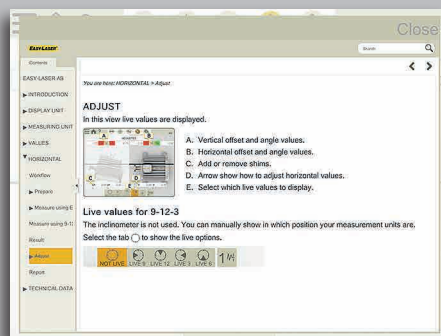 Close
EASY-LASER
Search
Contents
EASY-LASER AB
INTRODUCTION
DISPLAY UNIT
MEASURING UNIT
VALUES
HORIZONTAL
Workflow
Prepare
Measure using E
Measure using 9-12
Result
Adjust
Report
TECHNICAL DATA
You are here: HORIZONTAL > Adjust
ADJUST
In this view live values are displayed.
A B
C D
E
A. Vertical offset and angle values.
B. Horizontal offset and angle values.
C. Add or remove shims.
D. Arrow show how to adjust horizontal values.
E. Select which live values to display.
Live values for 9-12-3
The inclinometer is not used. You can manually show in which position your measurement units are.
Select the tab to show the live options.
NOT LIVE LIVE 9 LIVE 12 LIVE 3 LIVE 6